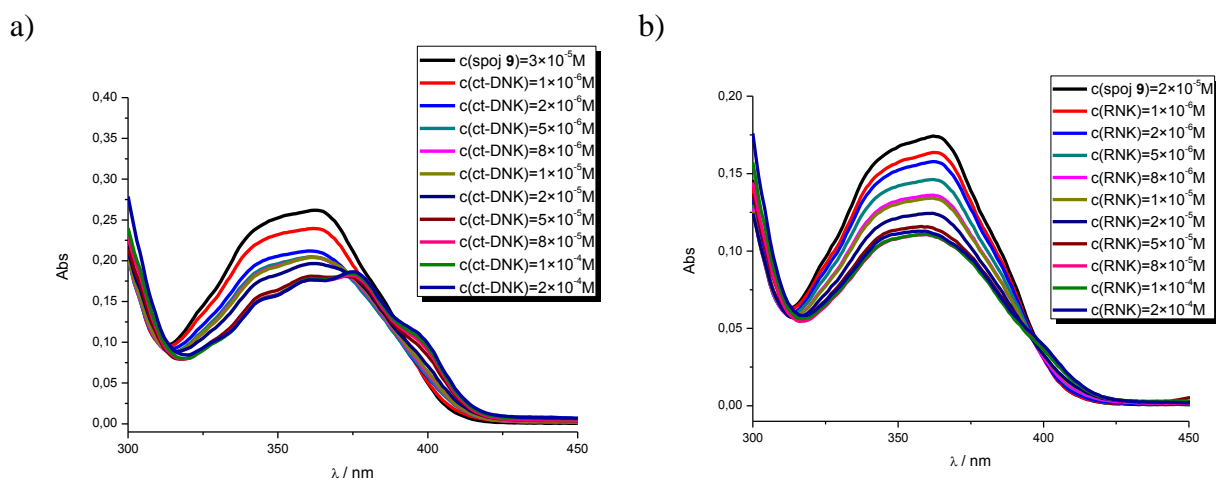 a)
c(spoj 9)=3×10⁻⁵M
c(ct-DNK)=1×10⁻⁶M
c(ct-DNK)=2×10⁻⁶M
c(ct-DNK)=5×10⁻⁶M
c(ct-DNK)=8×10⁻⁶M
c(ct-DNK)=1×10⁻⁵M
c(ct-DNK)=2×10⁻⁵M
c(ct-DNK)=5×10⁻⁵M
c(ct-DNK)=8×10⁻⁵M
c(ct-DNK)=1×10⁻⁴M
c(ct-DNK)=2×10⁻⁴M
0,40
0,35
0,30
0,25
0,20
0,15
0,10
0,05
0,00
Abs
300
350
400
450
λ / nm
b)
c(spoj 9)=2×10⁻⁵M
c(RNK)=1×10⁻⁶M
c(RNK)=2×10⁻⁶M
c(RNK)=5×10⁻⁶M
c(RNK)=8×10⁻⁶M
c(RNK)=1×10⁻⁵M
c(RNK)=2×10⁻⁵M
c(RNK)=5×10⁻⁵M
c(RNK)=8×10⁻⁵M
c(RNK)=1×10⁻⁴M
c(RNK)=2×10⁻⁴M
0,20
0,15
0,10
0,05
0,00
Abs
300
350
400
450
λ / nm